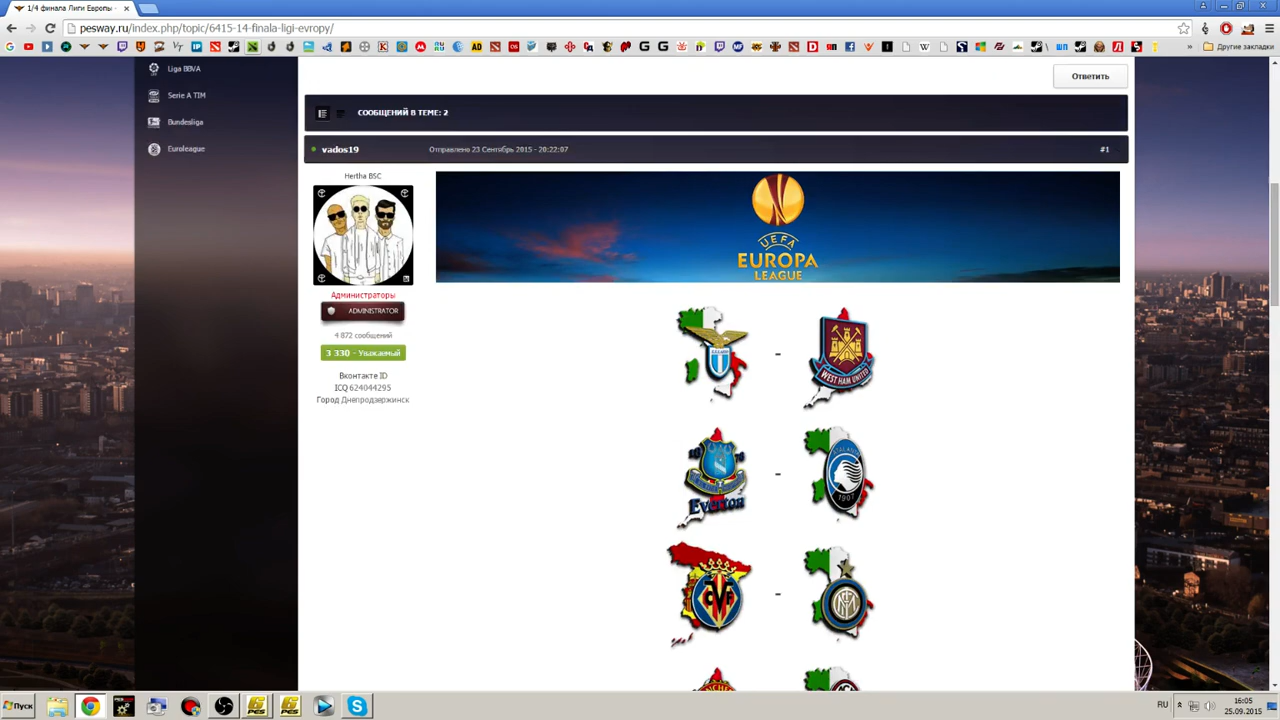 1/4 финала Лиги Европы -
pesway.ru/index.php/topic/6415-14-finala-ligi-evropy/
Другие закладки
Liga BBVA
Serie A TIM
Bundesliga
Euroleague
Ответить
СООБЩЕНИЙ В ТЕМЕ: 2
vados19
Отправлено 23 Сентябрь 2015 - 20:22:07
#1
Hertha BSC
Администраторы
ADMINISTRATOR
4 872 сообщений
3 330 - Уважаемый
Вконтакте ID
ICQ 624044295
Город Днепродзержинск
UEFA
EUROPA
LEAGUE
-
WEST HAM UNITED
Everton
-
1907
CVF
-
Пуск
RU
16:05
25.09.2015